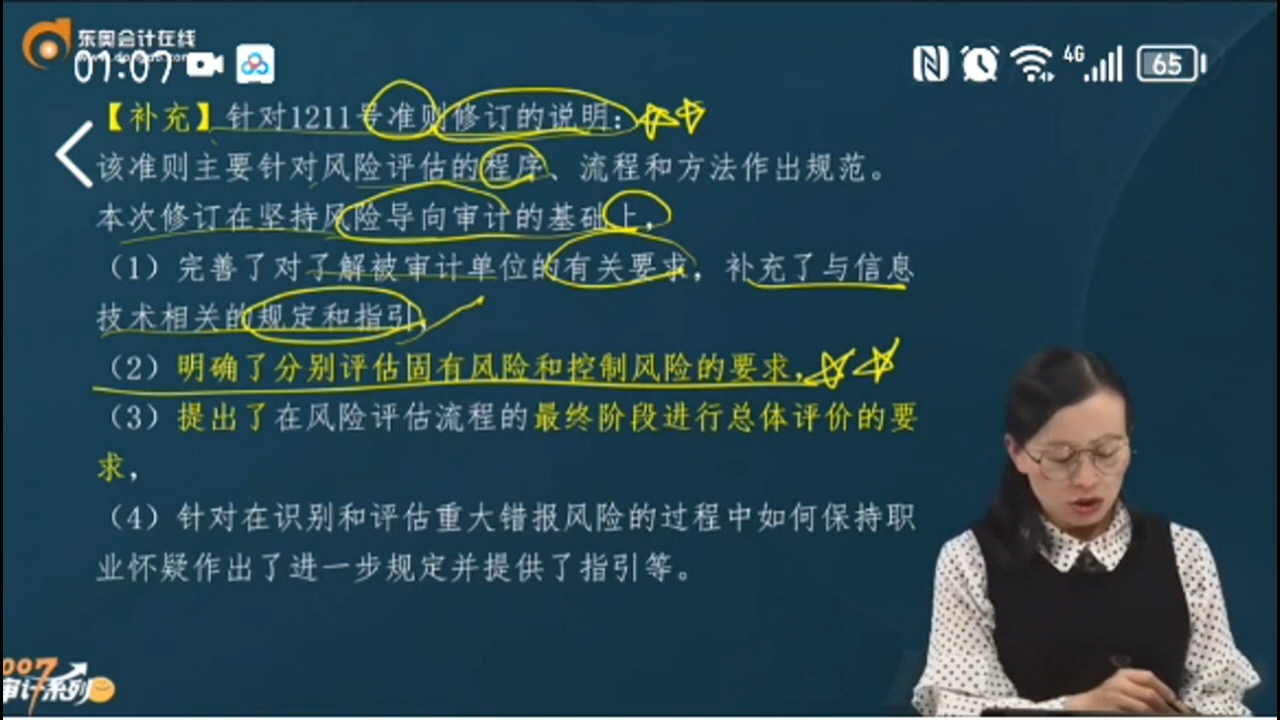 东奥会计在线
01:07
4G
65
【补充】针对1211号准则修订的说明：
该准则主要针对风险评估的程序、流程和方法作出规范。
本次修订在坚持风险导向审计的基础上，
（1）完善了对了解被审计单位的有关要求，补充了与信息
技术相关的规定和指引，
（2）明确了分别评估固有风险和控制风险的要求，
（3）提出了在风险评估流程的最终阶段进行总体评价的要
求，
（4）针对在识别和评估重大错报风险的过程中如何保持职
业怀疑作出了进一步规定并提供了指引等。
007
审计系列